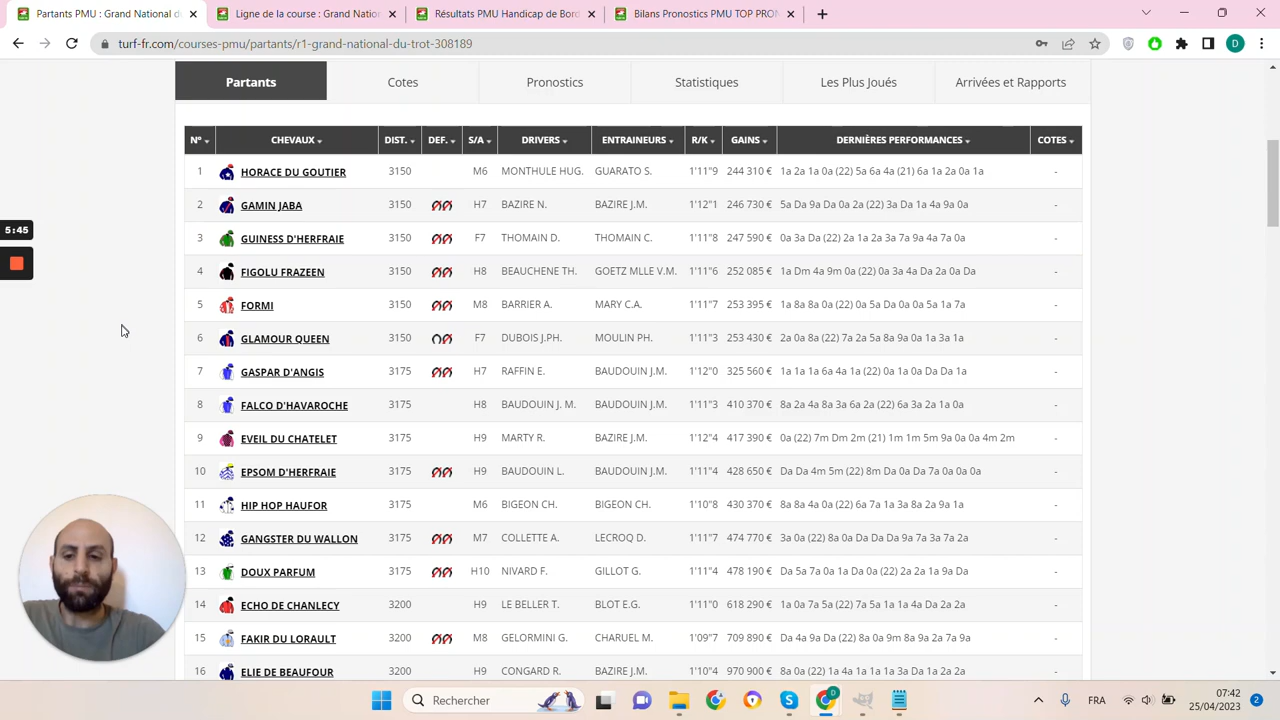 Partants PMU : Grand National d
Ligne de la course : Grand Nation
Résultats PMU Handicap de Bord
Bilans Pronostics PMU TOP PRON
turf-fr.com/courses-pmu/partants/r1-grand-national-du-trot-308189
D
Partants Cotes Pronostics Statistiques Les Plus Joués Arrivées et Rapports
N° CHEVAUX DIST. DEF. S/A DRIVERS ENTRAINEURS R/K GAINS DERNIÈRES PERFORMANCES COTES
1 HORACE DU GOUTIER 3150 M6 MONTHULE HUG. GUARATO S. 1'11"9 244 310 € 1a 2a 1a 0a (22) 5a 6a 4a (21) 6a 1a 2a 0a 1a -
2 GAMIN JABA 3150 H7 BAZIRE N. BAZIRE J.M. 1'12"1 246 730 € 5a Da 9a Da 0a 2a (22) 3a Da 1a 4a 9a 0a -
3 GUINESS D'HERFRAIE 3150 F7 THOMAIN D. THOMAIN C. 1'11"8 247 590 € 0a 3a Da (22) 2a 1a 2a 3a 7a 9a 4a 7a 0a -
4 FIGOLU FRAZEEN 3150 H8 BEAUCHENE TH. GOETZ MLLE V.M. 1'11"6 252 085 € 1a Dm 4a 9m 0a (22) 0a 3a 4a Da 2a 0a Da -
5 FORMI 3150 M8 BARRIER A. MARY C.A. 1'11"7 253 395 € 1a 8a 8a 0a (22) 0a 5a Da 0a 0a 5a 1a 7a -
6 GLAMOUR QUEEN 3150 F7 DUBOIS J.PH. MOULIN PH. 1'11"3 253 430 € 2a 0a 8a (22) 7a 2a 5a 8a 9a 0a 1a 3a 1a -
7 GASPAR D'ANGIS 3175 H7 RAFFIN E. BAUDOUIN J.M. 1'12"0 325 560 € 1a 1a 1a 6a 4a 1a (22) 0a 1a 0a Da Da 1a -
8 FALCO D'HAVAROCHE 3175 H8 BAUDOUIN J. M. BAUDOUIN J.M. 1'11"3 410 370 € 8a 2a 4a 8a 3a 6a 2a (22) 6a 3a 2a 1a 0a -
9 EVEIL DU CHATELET 3175 H9 MARTY R. BAZIRE J.M. 1'12"4 417 390 € 0a (22) 7m Dm 2m (21) 1m 1m 5m 9a 0a 0a 4m 2m -
10 EPSOM D'HERFRAIE 3175 H9 BAUDOUIN L. BAUDOUIN J.M. 1'11"4 428 650 € Da Da 4m 5m (22) 8m Da 0a Da 7a 0a 0a 0a -
11 HIP HOP HAUFOR 3175 M6 BIGEON CH. BIGEON CH. 1'10"8 430 370 € 8a 8a 4a 0a (22) 6a 7a 1a 3a 8a 2a 9a 1a -
12 GANGSTER DU WALLON 3175 M7 COLLETTE A. LECROQ D. 1'11"7 474 770 € 3a 0a (22) 8a 0a Da Da Da 9a 7a 3a 7a 2a -
13 DOUX PARFUM 3175 H10 NIVARD F. GILLOT G. 1'11"4 478 190 € Da 5a 7a 0a 1a Da 0a (22) 2a 2a 1a 9a Da -
14 ECHO DE CHANLECY 3200 H9 LE BELLER T. BLOT E.G. 1'11"0 618 290 € 1a 0a 7a 5a (22) 7a 5a 1a 1a 4a Da 2a 2a -
15 FAKIR DU LORAULT 3200 M8 GELORMINI G. CHARUEL M. 1'09"7 709 890 € Da 4a 9a Da (22) 8a 0a 9m 8a 9a 2a 7a 9a -
16 ELIE DE BEAUFOUR 3200 H9 CONGARD R. BAZIRE J.M. 1'10"4 970 900 € 8a 0a (22) 1a 4a 1a 1a 1a 3a Da 1a 2a 2a -
5:45
Rechercher
FRA
07:42
25/04/2023
2